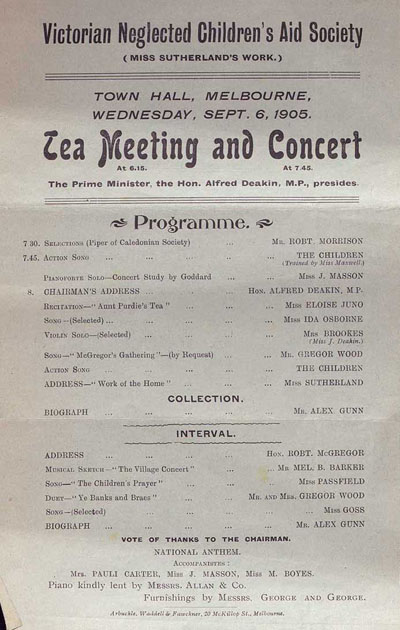 Victorian Neglected Children's Aid Society
(MISS SUTHERLAND'S WORK.)
TOWN HALL, MELBOURNE,
WEDNESDAY, SEPT. 6, 1905.
Tea Meeting and Concert
At 6.15. At 7.45.
The Prime Minister, the Hon. Alfred Deakin, M.P., presides.
Programme.
7 30. SELECTIONS (Piper of Caledonian Society) ... MR. ROBT. MORRISON
7.45. ACTION SONG ... ... ... ... THE CHILDREN
(Trained by Miss Maxwell)
PIANOFORTE SOLO—Concert Study by Goddard ... MISS J. MASSON
8. CHAIRMAN'S ADDRESS ... ... ... HON. ALFRED DEAKIN, M P.
RECITATION—"Aunt Purdie's Tea" ... ... MISS ELOISE JUNO
SONG—(Selected) ... ... ... ... MISS IDA OSBORNE
VIOLIN SOLO—(Selected) ... ... ... MRS BROOKES
(Miss J. Deakin.)
SONG—"McGregor's Gathering"—(by Request) ... MR. GREGOR WOOD
ACTION SONG ... ... ... ... THE CHILDREN
ADDRESS—"Work of the Home" ... ... MISS SUTHERLAND
COLLECTION.
BIOGRAPH ... ... ... ... MR. ALEX. GUNN
INTERVAL.
ADDRESS ... ... ... ... HON. ROBT. McGREGOR
MUSICAL SKETCH—"The Village Concert" ... MR MEL. B. BARKER
SONG—"The Children's Prayer" ... ... MISS PASSFIELD
DUET—"Ye Banks and Braes" ... MR. AND MRS. GREGOR WOOD
SONG—(Selected) ... ... ... ... MISS GOSS
BIOGRAPH ... ... ... ... MR. ALEX GUNN
VOTE OF THANKS TO THE CHAIRMAN.
NATIONAL ANTHEM.
ACCOMPANISTES:
MRS. PAULI CARTER, MISS J. MASSON, MISS M. BOYES.
Piano kindly lent by MESSRS. ALLAN & CO.
Furnishings by MESSRS. GEORGE AND GEORGE.
Arbuckle, Waddell & Fawckner, 20 McKillop St., Melbourne.